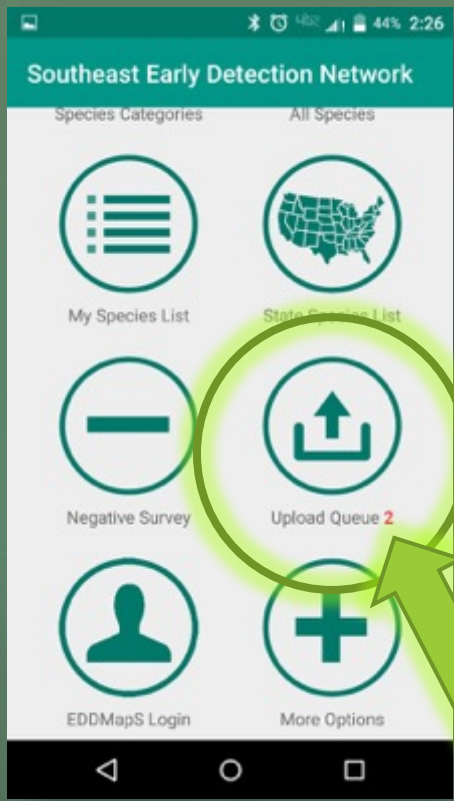 44% 2:26
Southeast Early Detection Network
Species Categories All Species
My Species List State Species List
Negative Survey Upload Queue 2
EDDMapS Login More Options